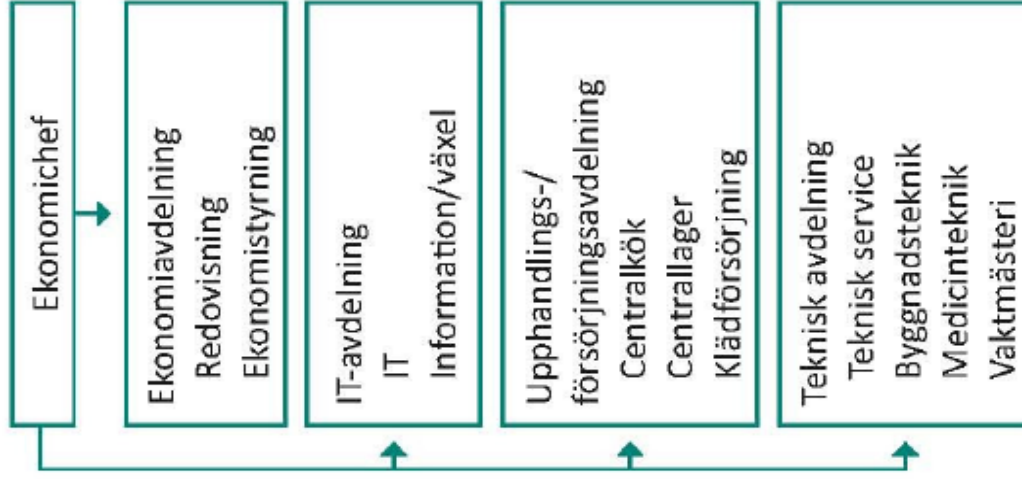 Ekonomichef
Ekonomiavdelning
Redovisning
Ekonomistyrning
IT-avdelning
IT
Information/växel
Upphandlings-/
försörjningsavdelning
Centralkök
Centrallager
Klädförsörjning
Teknisk avdelning
Teknisk service
Byggnadsteknik
Medicinteknik
Vaktmästeri